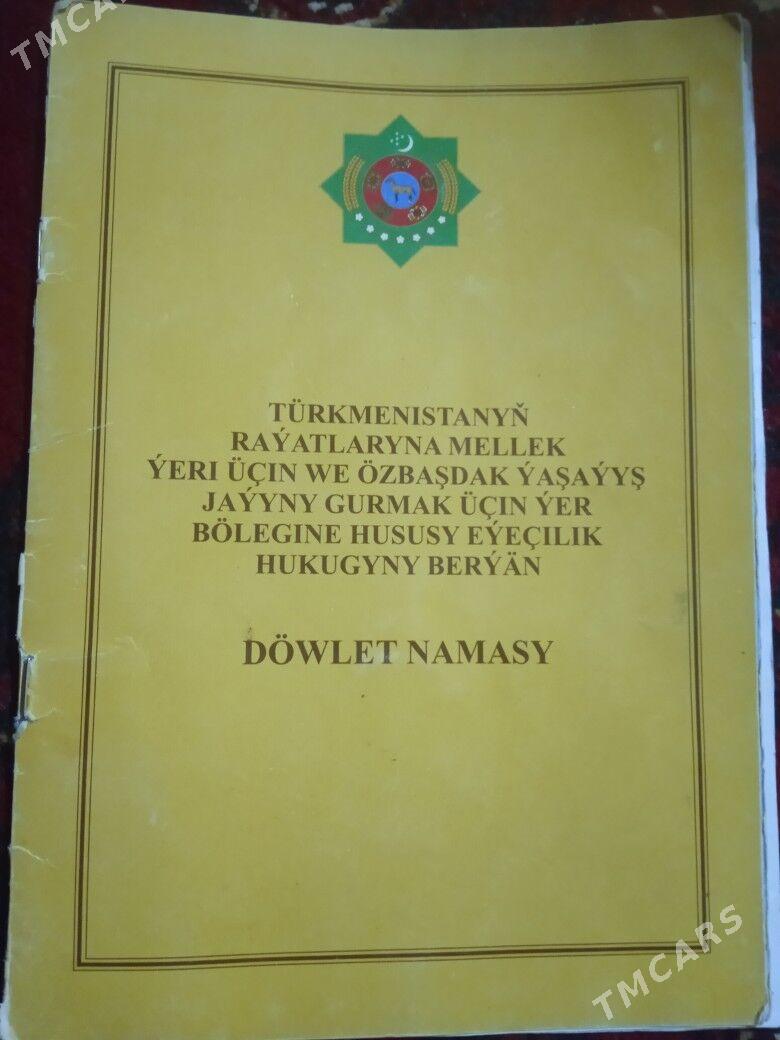 TMCARS
TÜRKMENISTANYŇ
RAÝATLARYNA MELLEK
ÝERI ÜÇIN WE ÖZBAŞDAK ÝAŞAÝYŞ
JAÝYNY GURMAK ÜÇIN ÝER
BÖLEGINE HUSUSY EÝEÇILIK
HUKUGYNY BERÝÄN
DÖWLET NAMASY
TMCARS